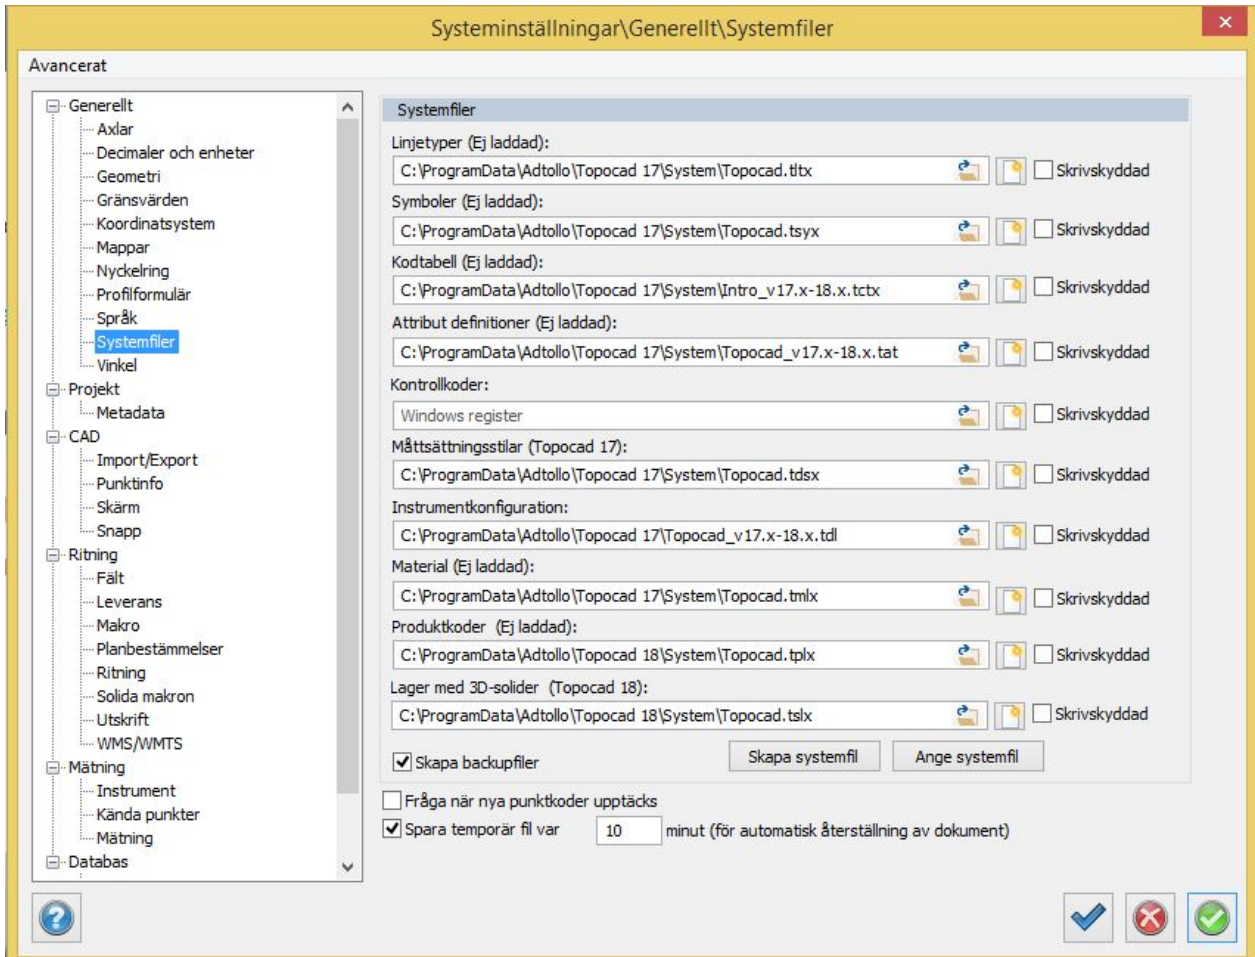 Systeminställningar\Generellt\Systemfiler
Avancerat
Generellt
Axlar
Decimaler och enheter
Geometri
Gränsvärden
Koordinatsystem
Mappar
Nyckelring
Profilformulär
Språk
Systemfiler
Vinkel
Projekt
Metadata
CAD
Import/Export
Punktinfo
Skärm
Snapp
Ritning
Fält
Leverans
Makro
Planbestämmelser
Ritning
Solida makron
Utskrift
WMS/WMTS
Mätning
Instrument
Kända punkter
Mätning
Databas
Systemfiler
Linjetyper (Ej laddad):
C:\ProgramData\Adtollo\Topocad 17\System\Topocad.tltx Skrivskyddad
Symboler (Ej laddad):
C:\ProgramData\Adtollo\Topocad 17\System\Topocad.tsyx Skrivskyddad
Kodtabell (Ej laddad):
C:\ProgramData\Adtollo\Topocad 17\System\Intro_v17.x-18.x.tctx Skrivskyddad
Attribut definitioner (Ej laddad):
C:\ProgramData\Adtollo\Topocad 17\System\Topocad_v17.x-18.x.tat Skrivskyddad
Kontrollkoder:
Windows register Skrivskyddad
Måttsättningsstilar (Topocad 17):
C:\ProgramData\Adtollo\Topocad 17\System\Topocad.tdsx Skrivskyddad
Instrumentkonfiguration:
C:\ProgramData\Adtollo\Topocad 17\Topocad_v17.x-18.x.tdl Skrivskyddad
Material (Ej laddad):
C:\ProgramData\Adtollo\Topocad 17\System\Topocad.tmlx Skrivskyddad
Produktkoder (Ej laddad):
C:\ProgramData\Adtollo\Topocad 18\System\Topocad.tplx Skrivskyddad
Lager med 3D-solider (Topocad 18):
C:\ProgramData\Adtollo\Topocad 18\System\Topocad.tslx Skrivskyddad
Skapa backupfiler Skapa systemfil Ange systemfil
Fråga när nya punktkoder upptäcks
Spara temporär fil var 10 minut (för automatisk återställning av dokument)